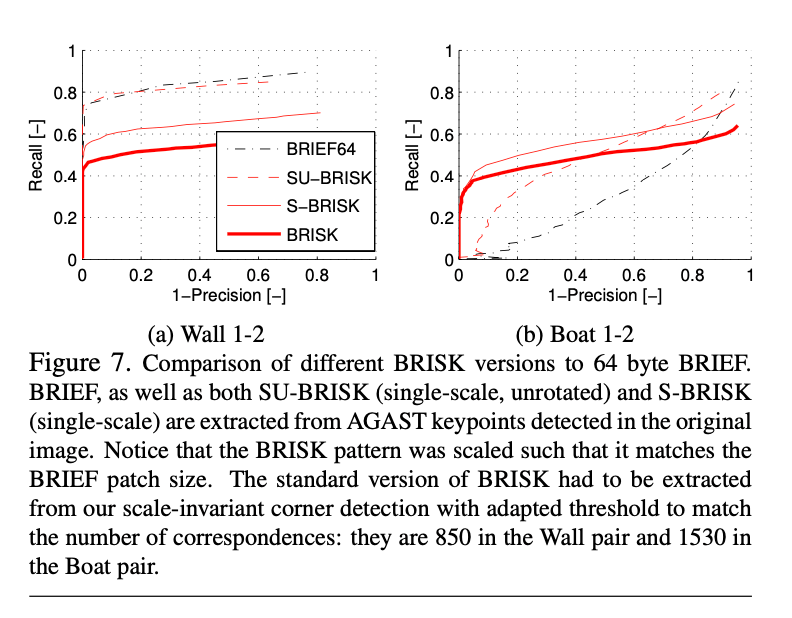 1
0.8
0.6
0.4
0.2
0
Recall [−]
0 0.2 0.4 0.6 0.8 1
1−Precision [−]
BRIEF64
SU−BRISK
S−BRISK
BRISK
(a) Wall 1-2
1
0.8
0.6
0.4
0.2
0
Recall [−]
0 0.2 0.4 0.6 0.8 1
1−Precision [−]
(b) Boat 1-2
Figure 7. Comparison of different BRISK versions to 64 byte BRIEF.
BRIEF, as well as both SU-BRISK (single-scale, unrotated) and S-BRISK
(single-scale) are extracted from AGAST keypoints detected in the original
image. Notice that the BRISK pattern was scaled such that it matches the
BRIEF patch size. The standard version of BRISK had to be extracted
from our scale-invariant corner detection with adapted threshold to match
the number of correspondences: they are 850 in the Wall pair and 1530 in
the Boat pair.